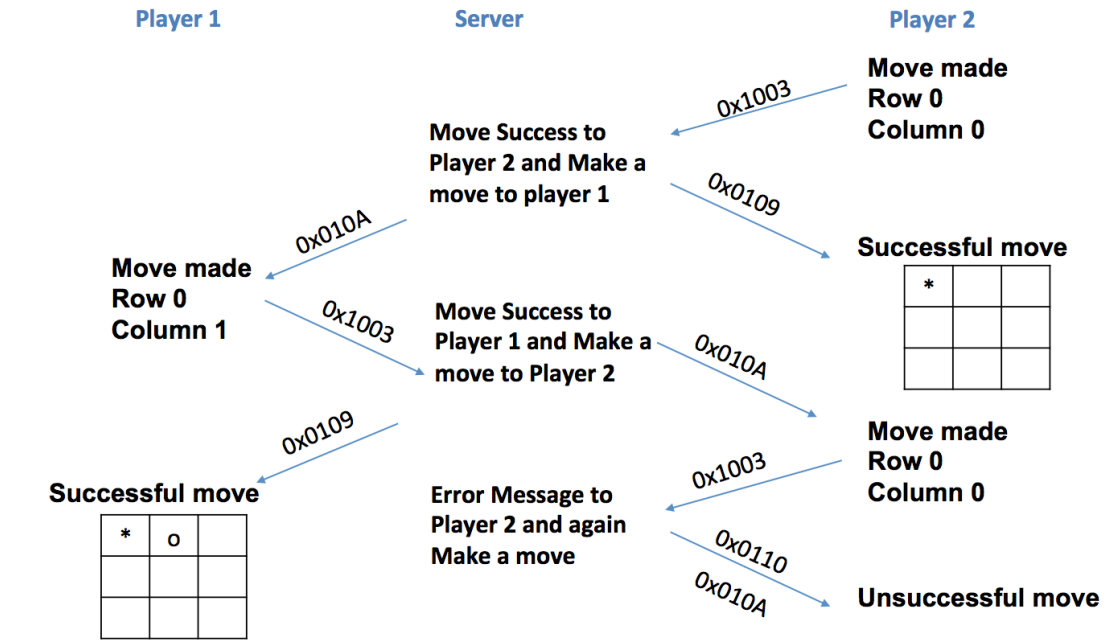 Player 1
Server
Player 2
Move made
Row 0
Column 0
0x1003
Move Success to
Player 2 and Make a
move to player 1
0x0109
0x010A
Successful move
*
Move made
Row 0
Column 1
0x1003
Move Success to
Player 1 and Make a
move to Player 2
0x010A
0x0109
Move made
Row 0
Column 0
0x1003
Successful move
* o
Error Message to
Player 2 and again
Make a move
0x0110
0x010A
Unsuccessful move